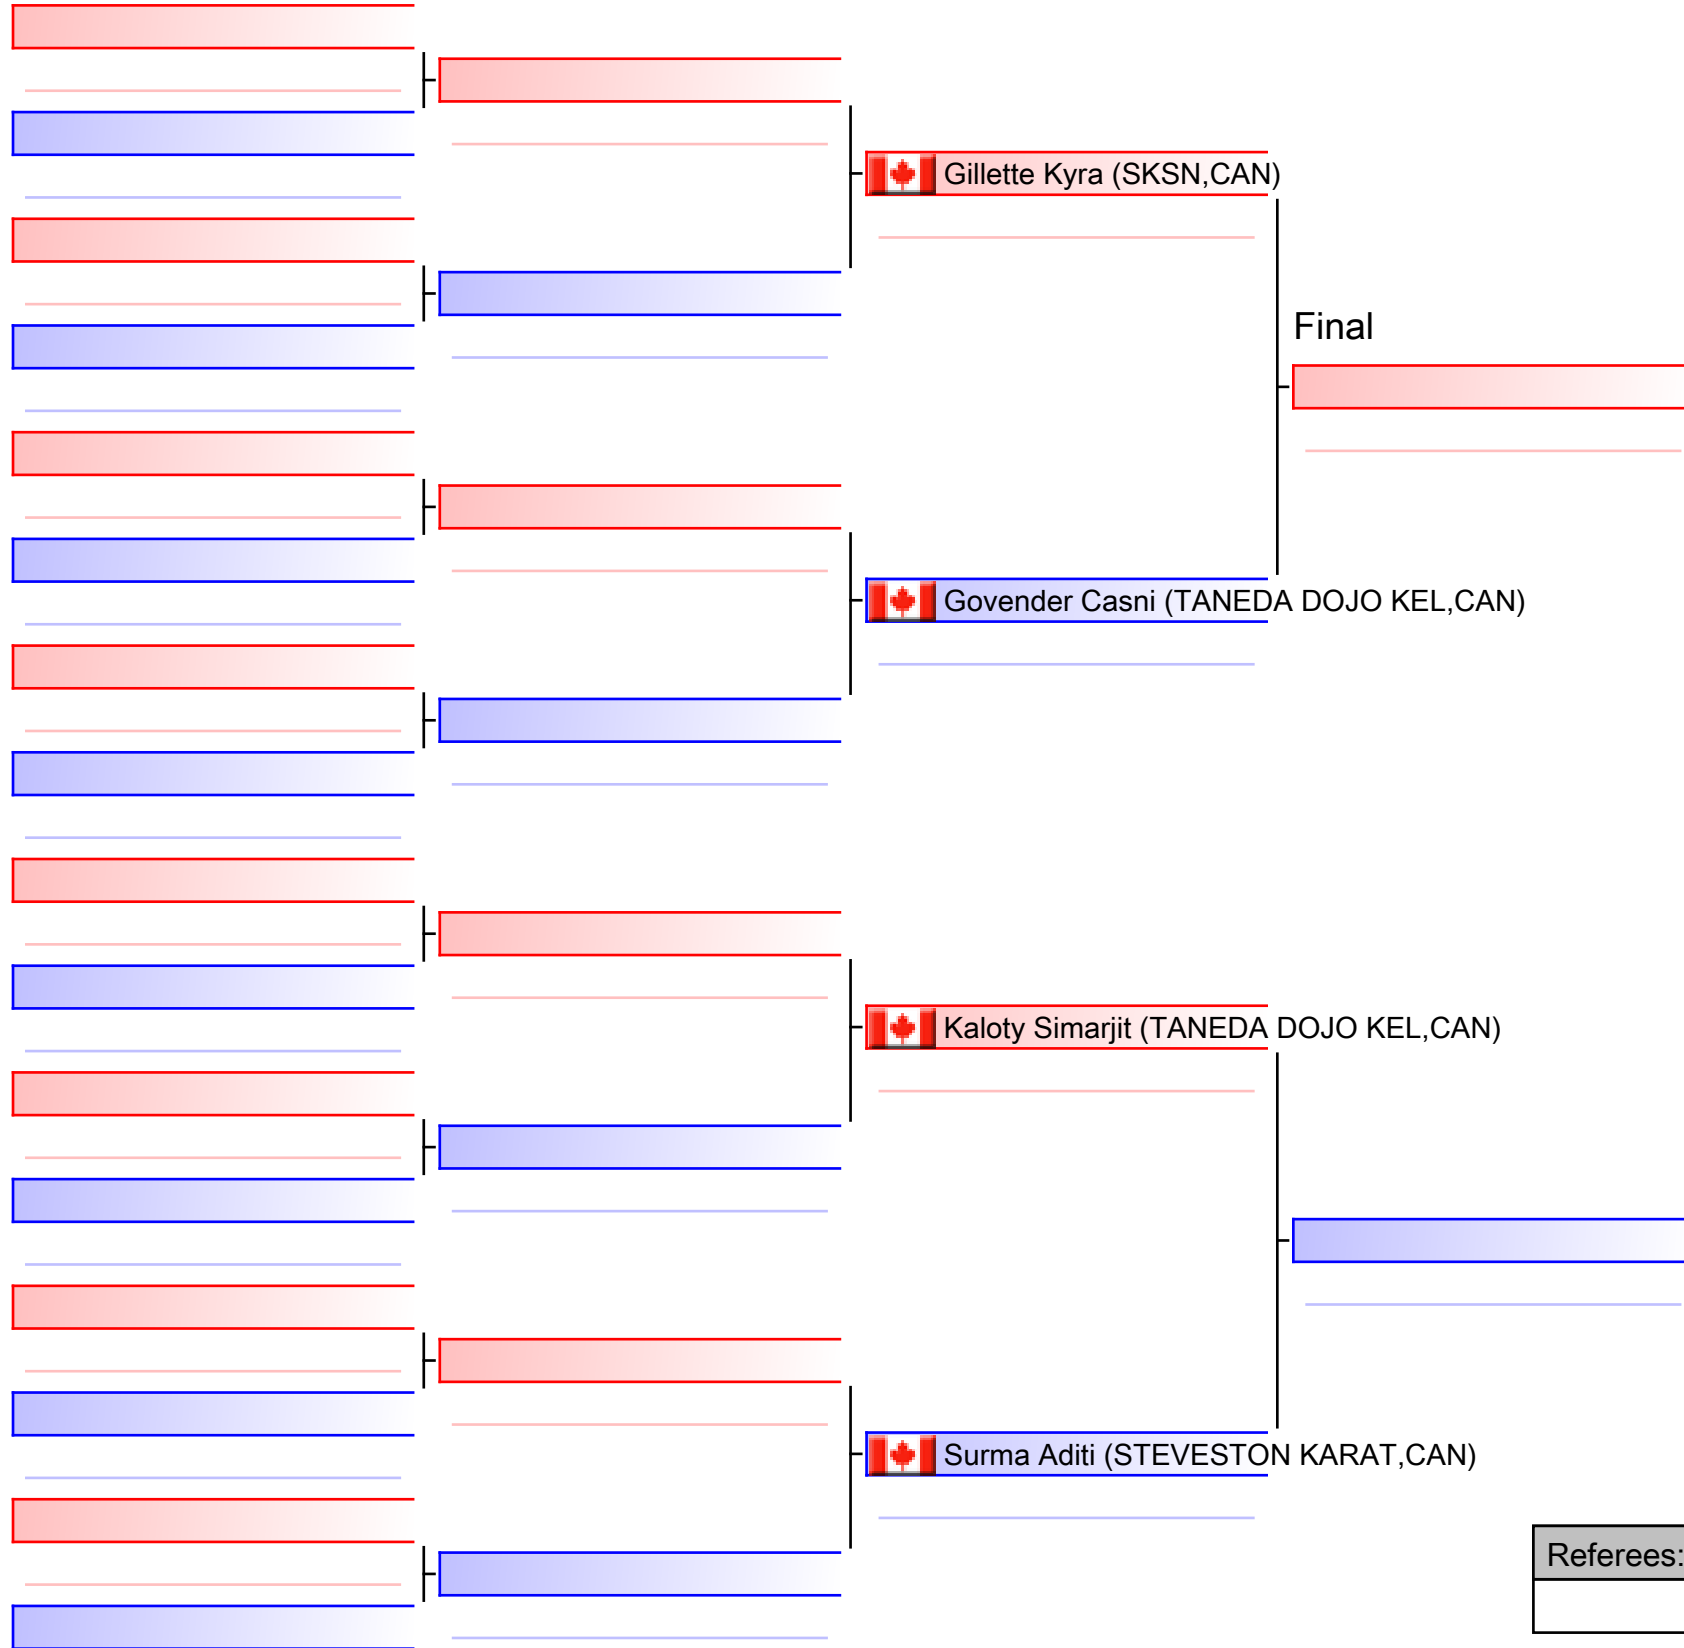 Gillette Kyra (SKSN,CAN)
Final
Govender Casni (TANEDA DOJO KEL,CAN)
Kaloty Simarjit (TANEDA DOJO KEL,CAN)
Surma Aditi (STEVESTON KARAT,CAN)
Referees: